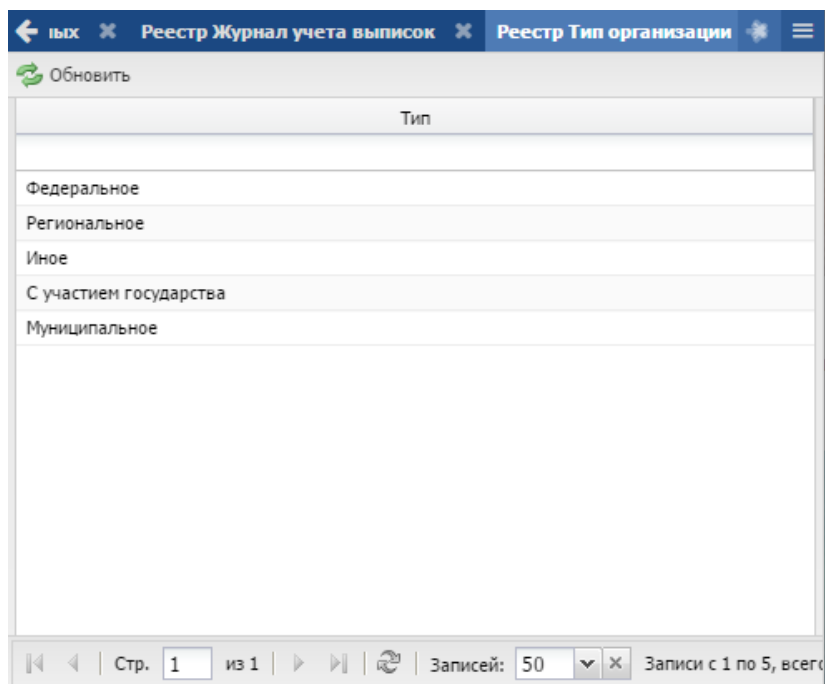 ых Реестр Журнал учета выписок Реестр Тип организации
Обновить
Тип
Федеральное
Региональное
Иное
С участием государства
Муниципальное
Стр. 1 из 1 Записей: 50 Записи с 1 по 5, всего